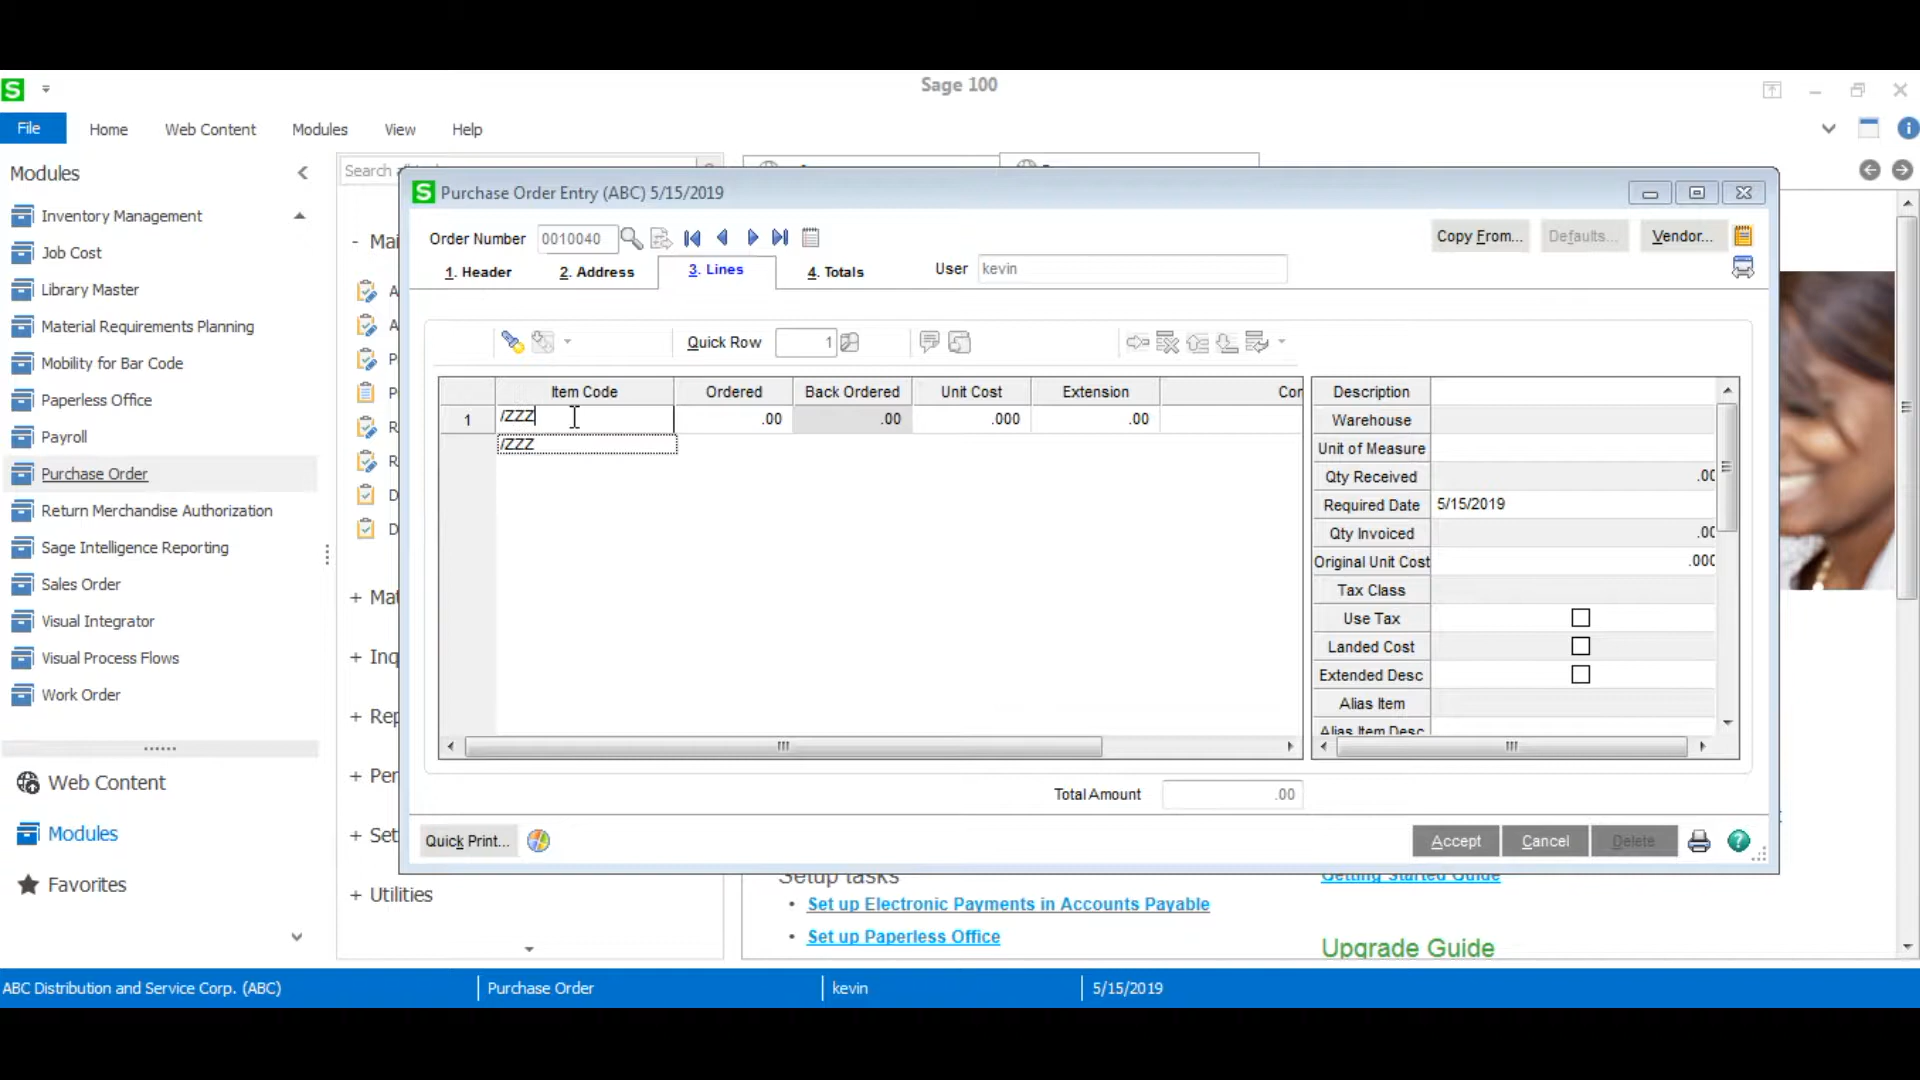 Sage 100
File Home Web Content Modules View Help
Modules
Inventory Management
Job Cost
Library Master
Material Requirements Planning
Mobility for Bar Code
Paperless Office
Payroll
Purchase Order
Return Merchandise Authorization
Sage Intelligence Reporting
Sales Order
Visual Integrator
Visual Process Flows
Work Order
Web Content
Modules
Favorites
Search
- Mai
+ Mat
+ Inq
+ Rep
+ Per
+ Set
+ Utilities
Purchase Order Entry (ABC) 5/15/2019
Order Number 0010040
Copy From... Defaults... Vendor...
1. Header 2. Address 3. Lines 4. Totals User kevin
Quick Row 1
Item Code Ordered Back Ordered Unit Cost Extension Cor
1 /ZZZ .00 .00 .000 .00
/ZZZ
Description
Warehouse
Unit of Measure
Qty Received .00
Required Date 5/15/2019
Qty Invoiced .00
Original Unit Cost .000
Tax Class
Use Tax
Landed Cost
Extended Desc
Alias Item
Alias Item Desc
Total Amount .00
Quick Print... Accept Cancel Delete
Setup tasks
• Set up Electronic Payments in Accounts Payable
• Set up Paperless Office
Getting Started Guide
Upgrade Guide
ABC Distribution and Service Corp. (ABC) Purchase Order kevin 5/15/2019